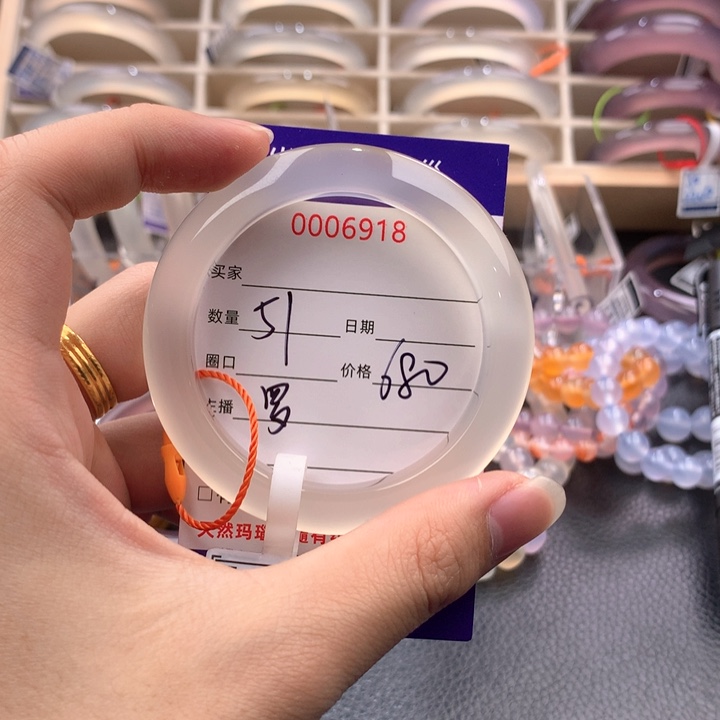 0006918
买家
数量 51 日期
圈口 价格 680
主播 罗
天然玛瑙